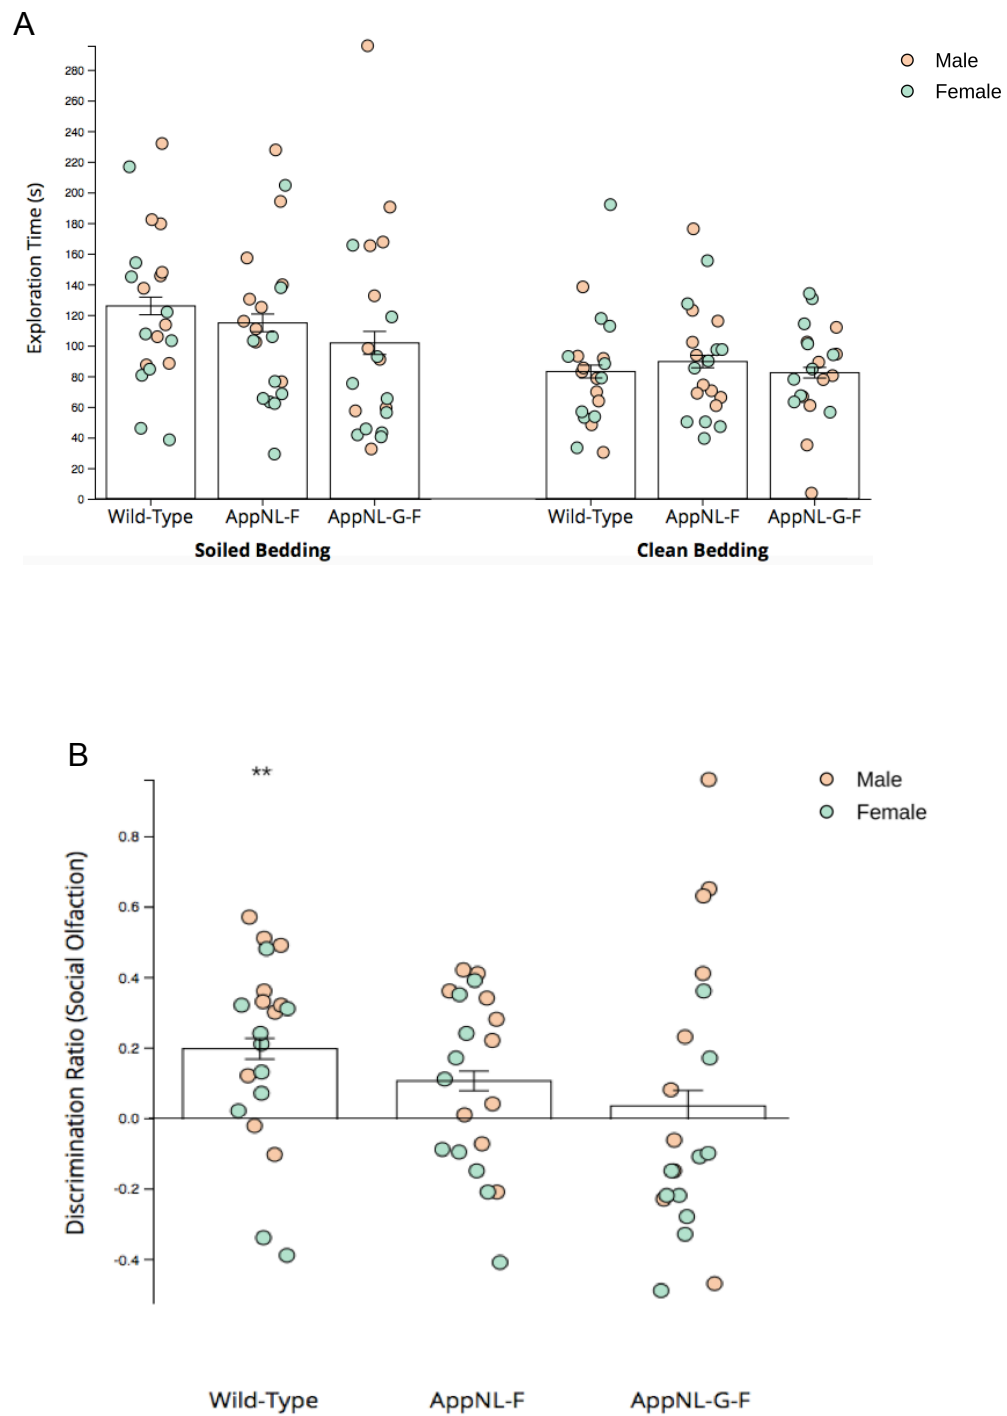 A
Male
Female
Exploration Time (s)
280
260
240
220
200
180
160
140
120
100
80
60
40
20
0
Wild-Type AppNL-F AppNL-G-F Wild-Type AppNL-F AppNL-G-F
Soiled Bedding Clean Bedding
B
**
Male
Female
Discrimination Ratio (Social Olfaction)
0.8
0.6
0.4
0.2
0.0
-0.2
-0.4
Wild-Type AppNL-F AppNL-G-F